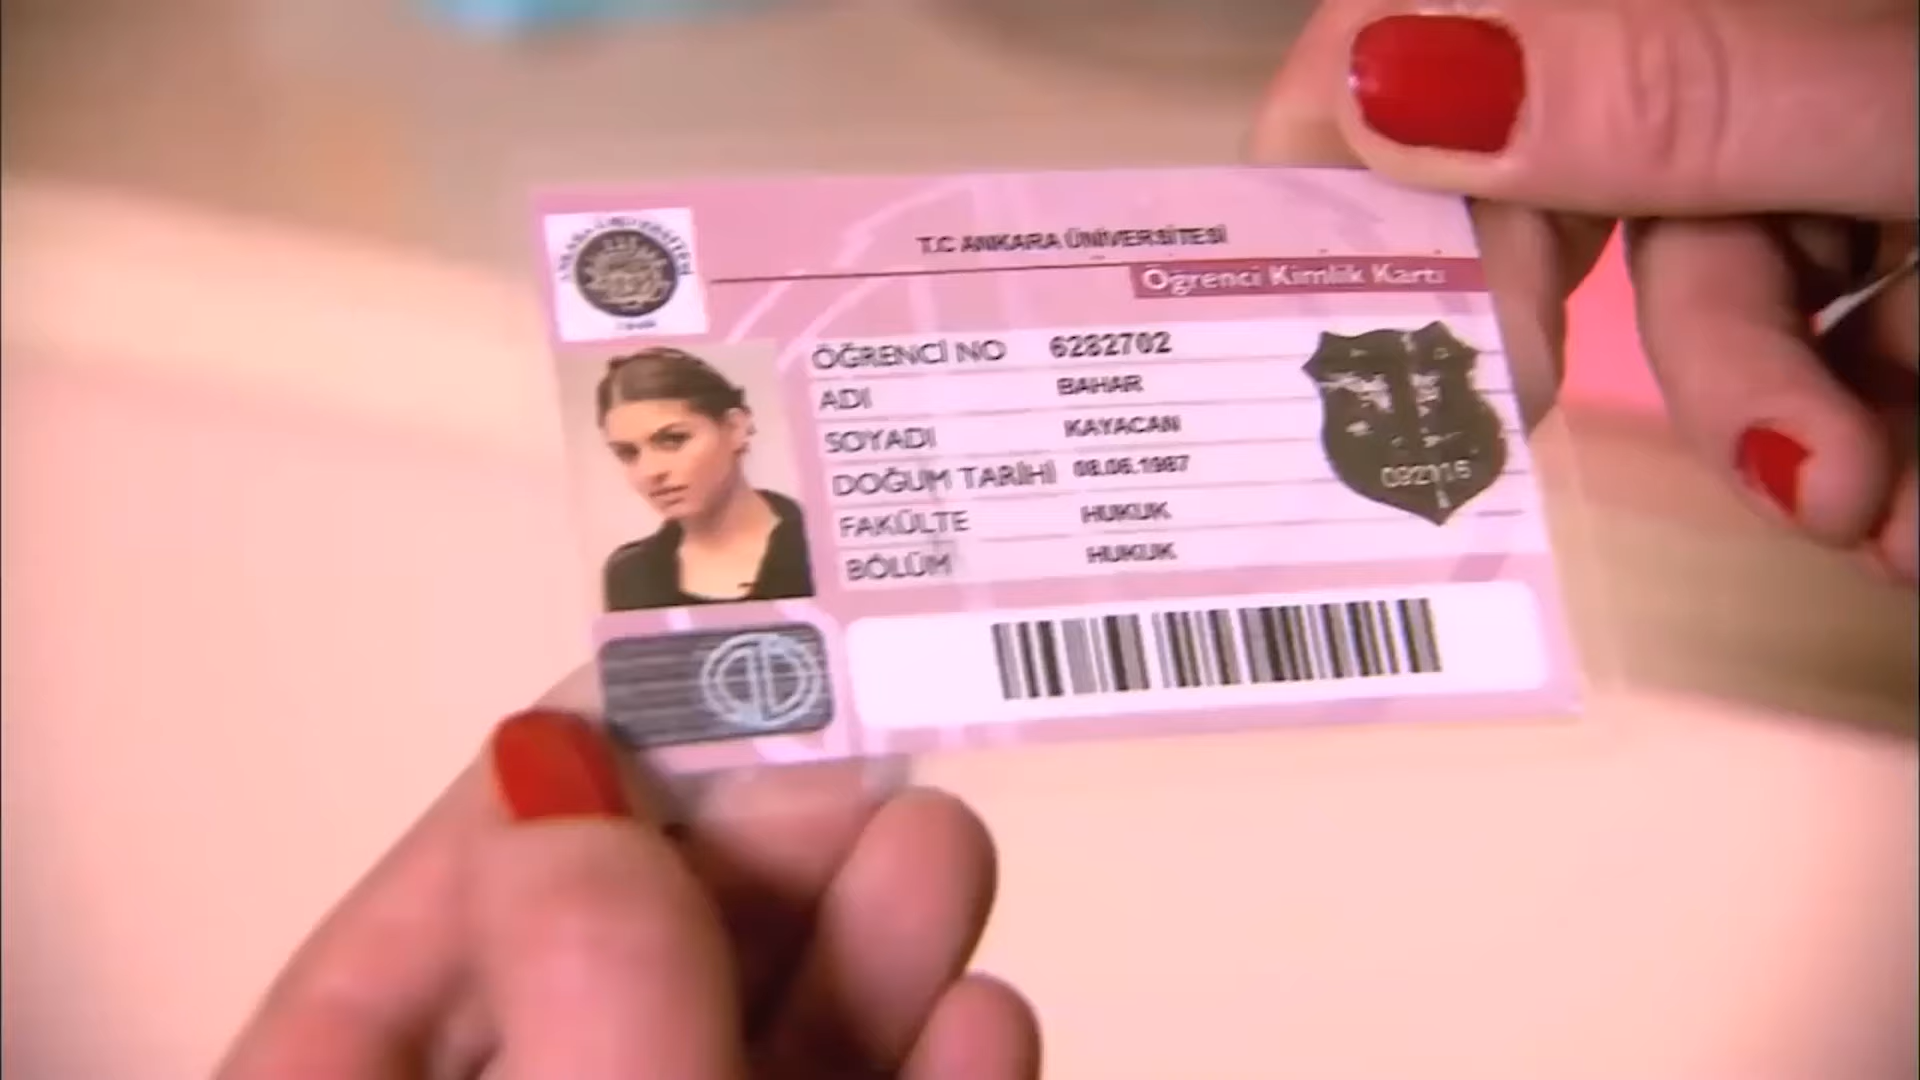 T.C ANKARA ÜNİVERSİTESİ
Öğrenci Kimlik Kartı
ÖĞRENCİ NO 6282702
ADI BAHAR
SOYADI KAYACAN
DOĞUM TARİHİ 08.06.1987
FAKÜLTE HUKUK
BÖLÜM HUKUK